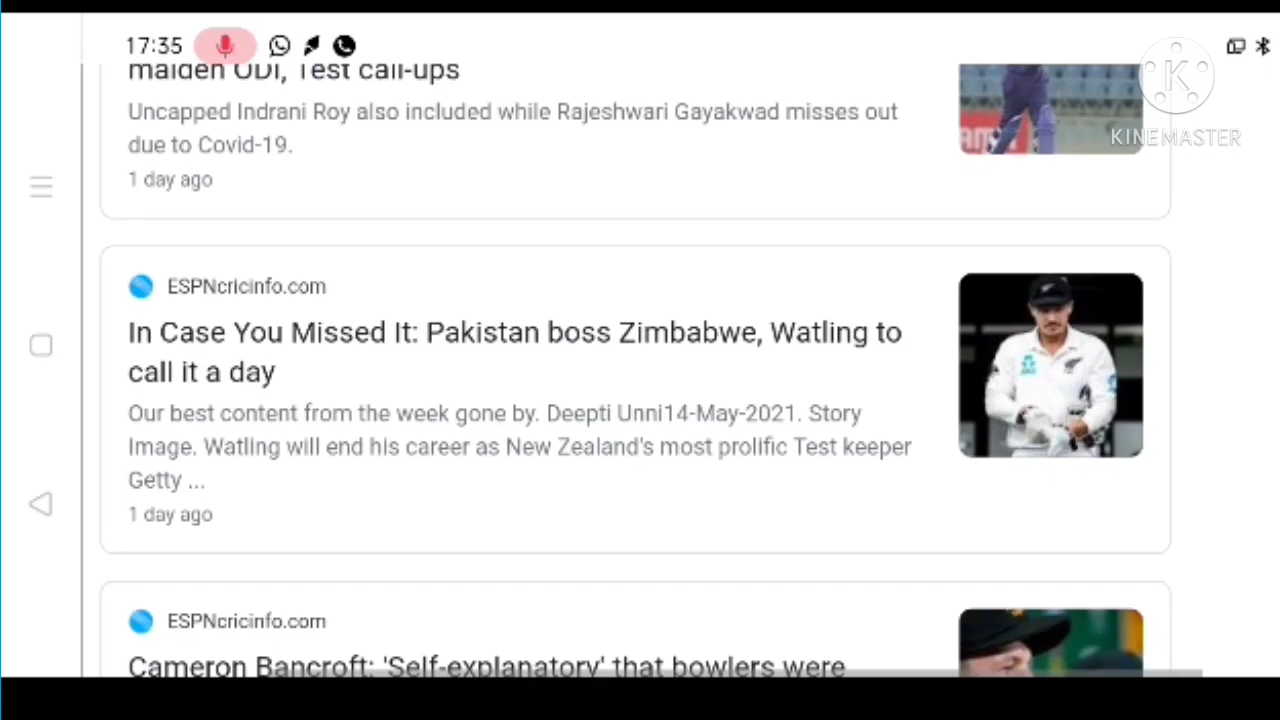 17:35
maiden ODI, Test call-ups
Uncapped Indrani Roy also included while Rajeshwari Gayakwad misses out
due to Covid-19.
1 day ago
K
KINEMASTER
ESPNcricinfo.com
In Case You Missed It: Pakistan boss Zimbabwe, Watling to
call it a day
Our best content from the week gone by. Deepti Unni14-May-2021. Story
Image. Watling will end his career as New Zealand's most prolific Test keeper
Getty ...
1 day ago
ESPNcricinfo.com
Cameron Bancroft: 'Self-explanatory' that bowlers were